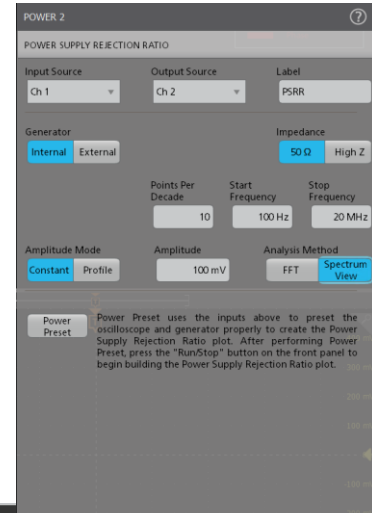 POWER 2
?
POWER SUPPLY REJECTION RATIO
Input Source Output Source Label
Ch 1 Ch 2 PSRR
Generator Impedance
Internal External 50 Ω High Z
Points Per Decade Start Frequency Stop Frequency
10 100 Hz 20 MHz
Amplitude Mode Amplitude Analysis Method
Constant Profile 100 mV FFT Spectrum View
Power Preset
Power Preset uses the inputs above to preset the
oscilloscope and generator properly to create the Power
Supply Rejection Ratio plot. After performing Power
Preset, press the "Run/Stop" button on the front panel to
begin building the Power Supply Rejection Ratio plot.